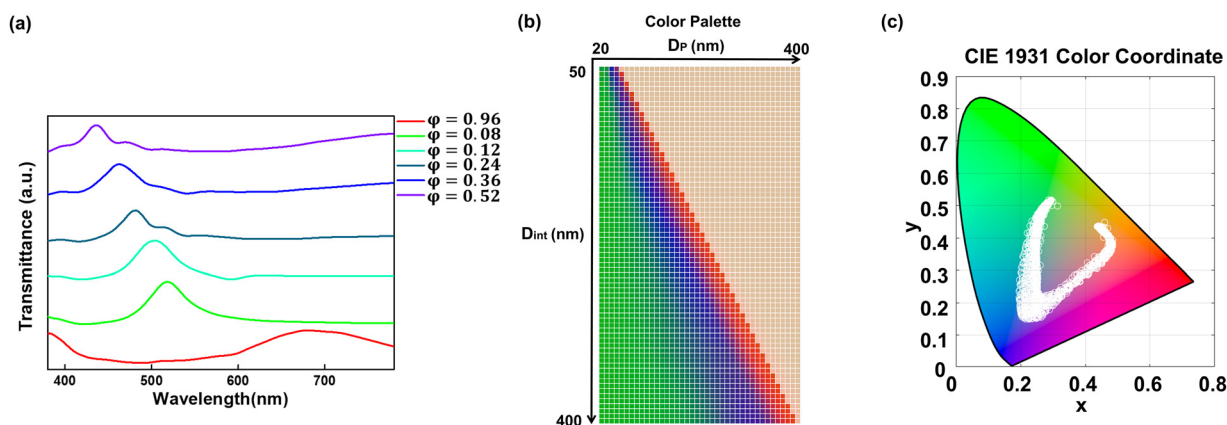 (a)
φ = 0.96
φ = 0.08
φ = 0.12
φ = 0.24
φ = 0.36
φ = 0.52
Transmittance (a.u.)
400 500 600 700
Wavelength(nm)
(b)
Color Palette
DP (nm)
20 400
50
Dint (nm)
400
(c)
CIE 1931 Color Coordinate
0.9
0.8
0.7
0.6
0.5
0.4
0.3
0.2
0.1
0
y
0 0.2 0.4 0.6 0.8
x